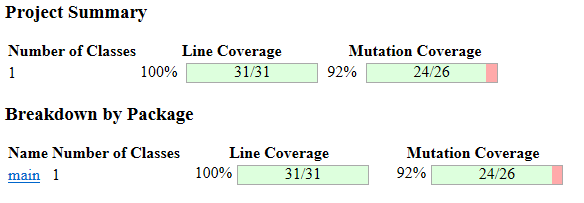 Project Summary
Number of Classes Line Coverage Mutation Coverage
1 100% 31/31 92% 24/26
Breakdown by Package
Name Number of Classes Line Coverage Mutation Coverage
main 1 100% 31/31 92% 24/26